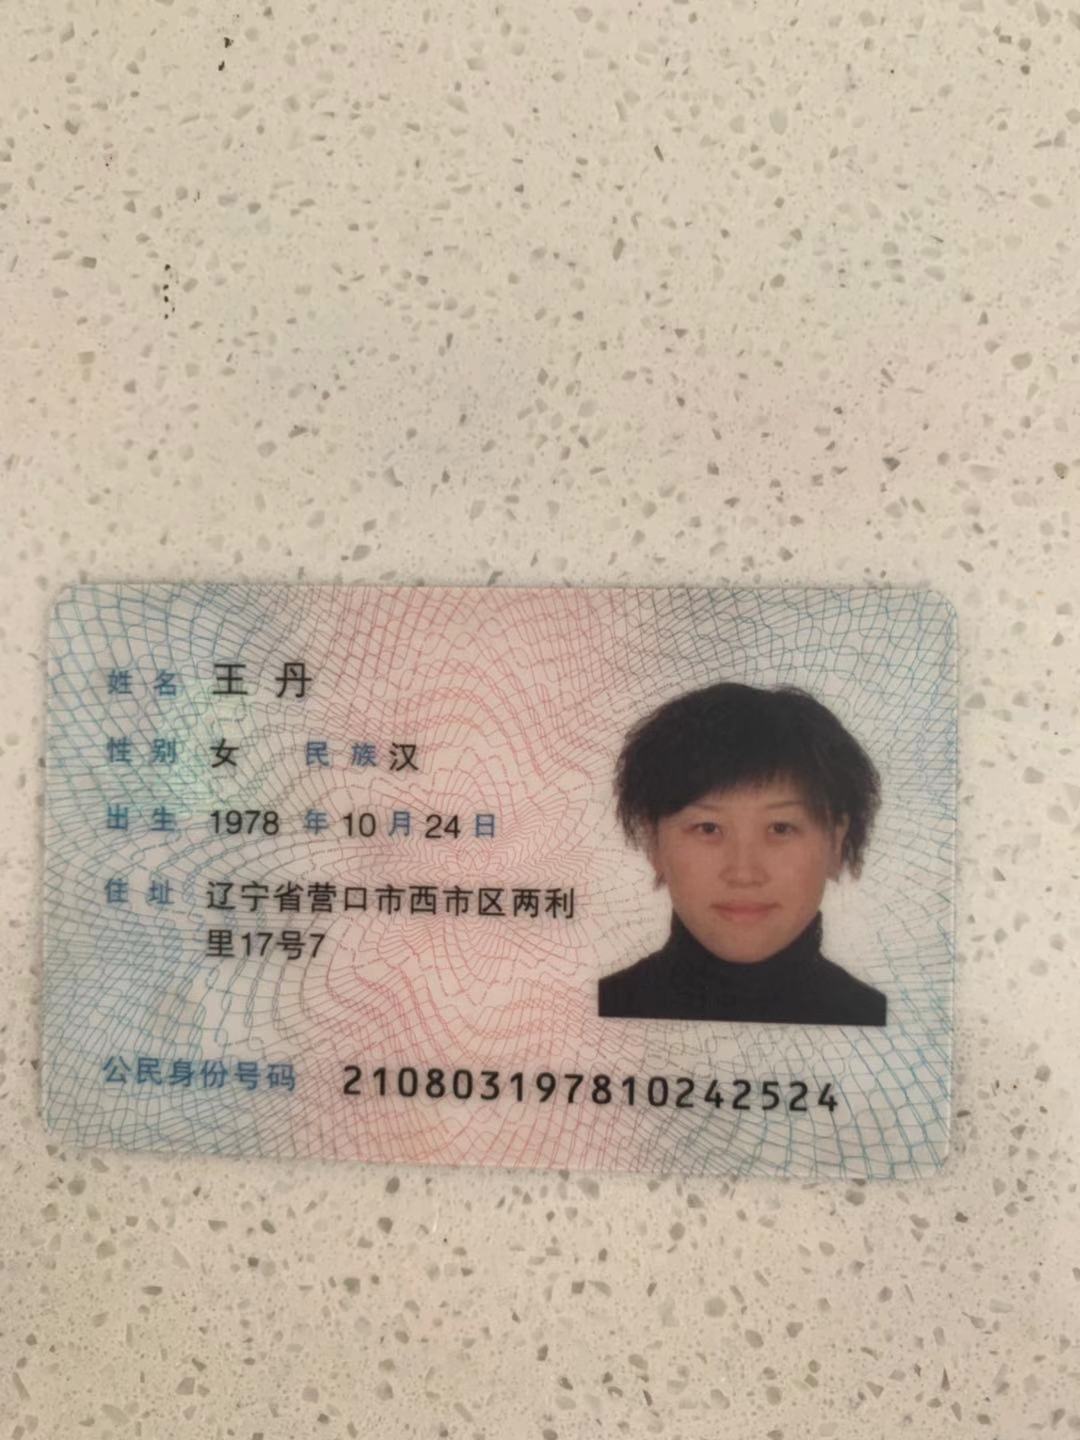 姓名 王丹
性别 女 民族 汉
出生 1978 年 10 月 24 日
住址 辽宁省营口市西市区两利
里17号7
公民身份号码 210803197810242524